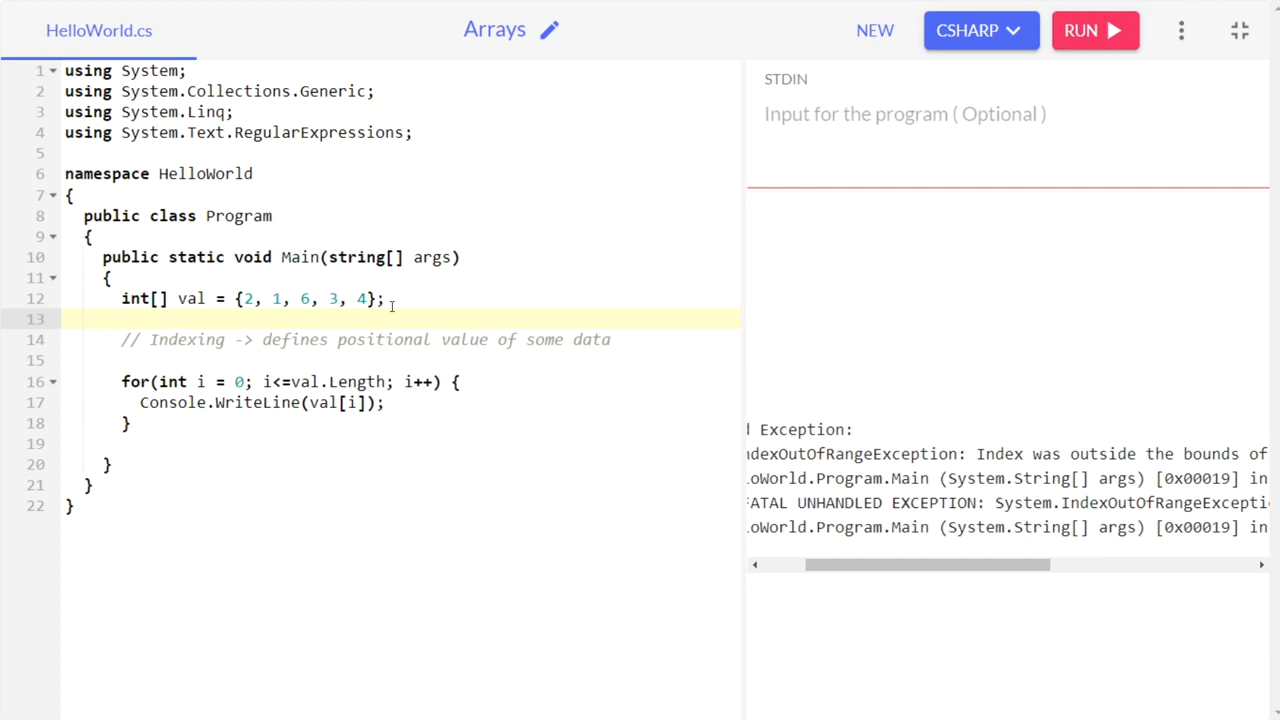 HelloWorld.cs
Arrays
NEW
CSHARP
RUN
1 using System;
2 using System.Collections.Generic;
3 using System.Linq;
4 using System.Text.RegularExpressions;
5
6 namespace HelloWorld
7 {
8 public class Program
9 {
10 public static void Main(string[] args)
11 {
12 int[] val = {2, 1, 6, 3, 4};
13
14 // Indexing -> defines positional value of some data
15
16 for(int i = 0; i<=val.Length; i++) {
17 Console.WriteLine(val[i]);
18 }
19
20 }
21 }
22 }
STDIN
Input for the program ( Optional )
d Exception:
ndexOutOfRangeException: Index was outside the bounds of
loWorld.Program.Main (System.String[] args) [0x00019] in
FATAL UNHANDLED EXCEPTION: System.IndexOutOfRangeExcepti
loWorld.Program.Main (System.String[] args) [0x00019] in